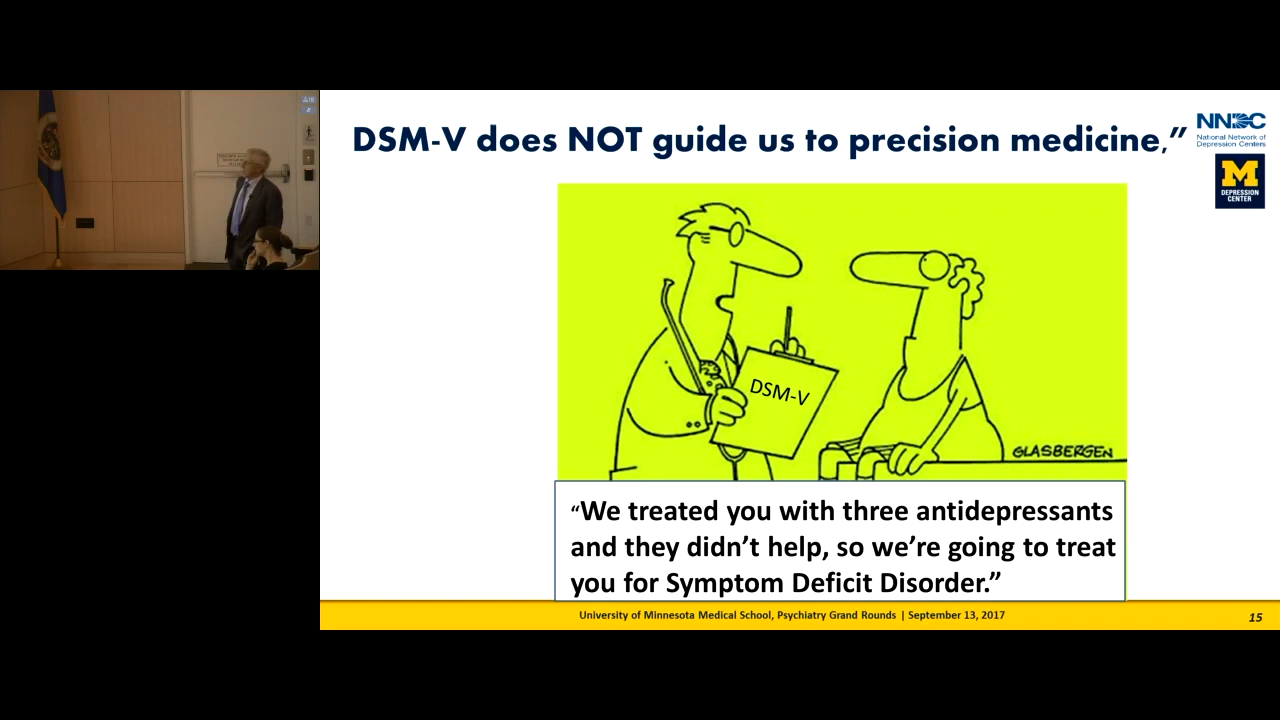 DSM-V does NOT guide us to precision medicine,”
NNDC
National Network of
Depression Centers
M
DEPRESSION
CENTER
DSM-V
GLASBERGEN
“We treated you with three antidepressants
and they didn’t help, so we’re going to treat
you for Symptom Deficit Disorder.”
University of Minnesota Medical School, Psychiatry Grand Rounds | September 13, 2017
15